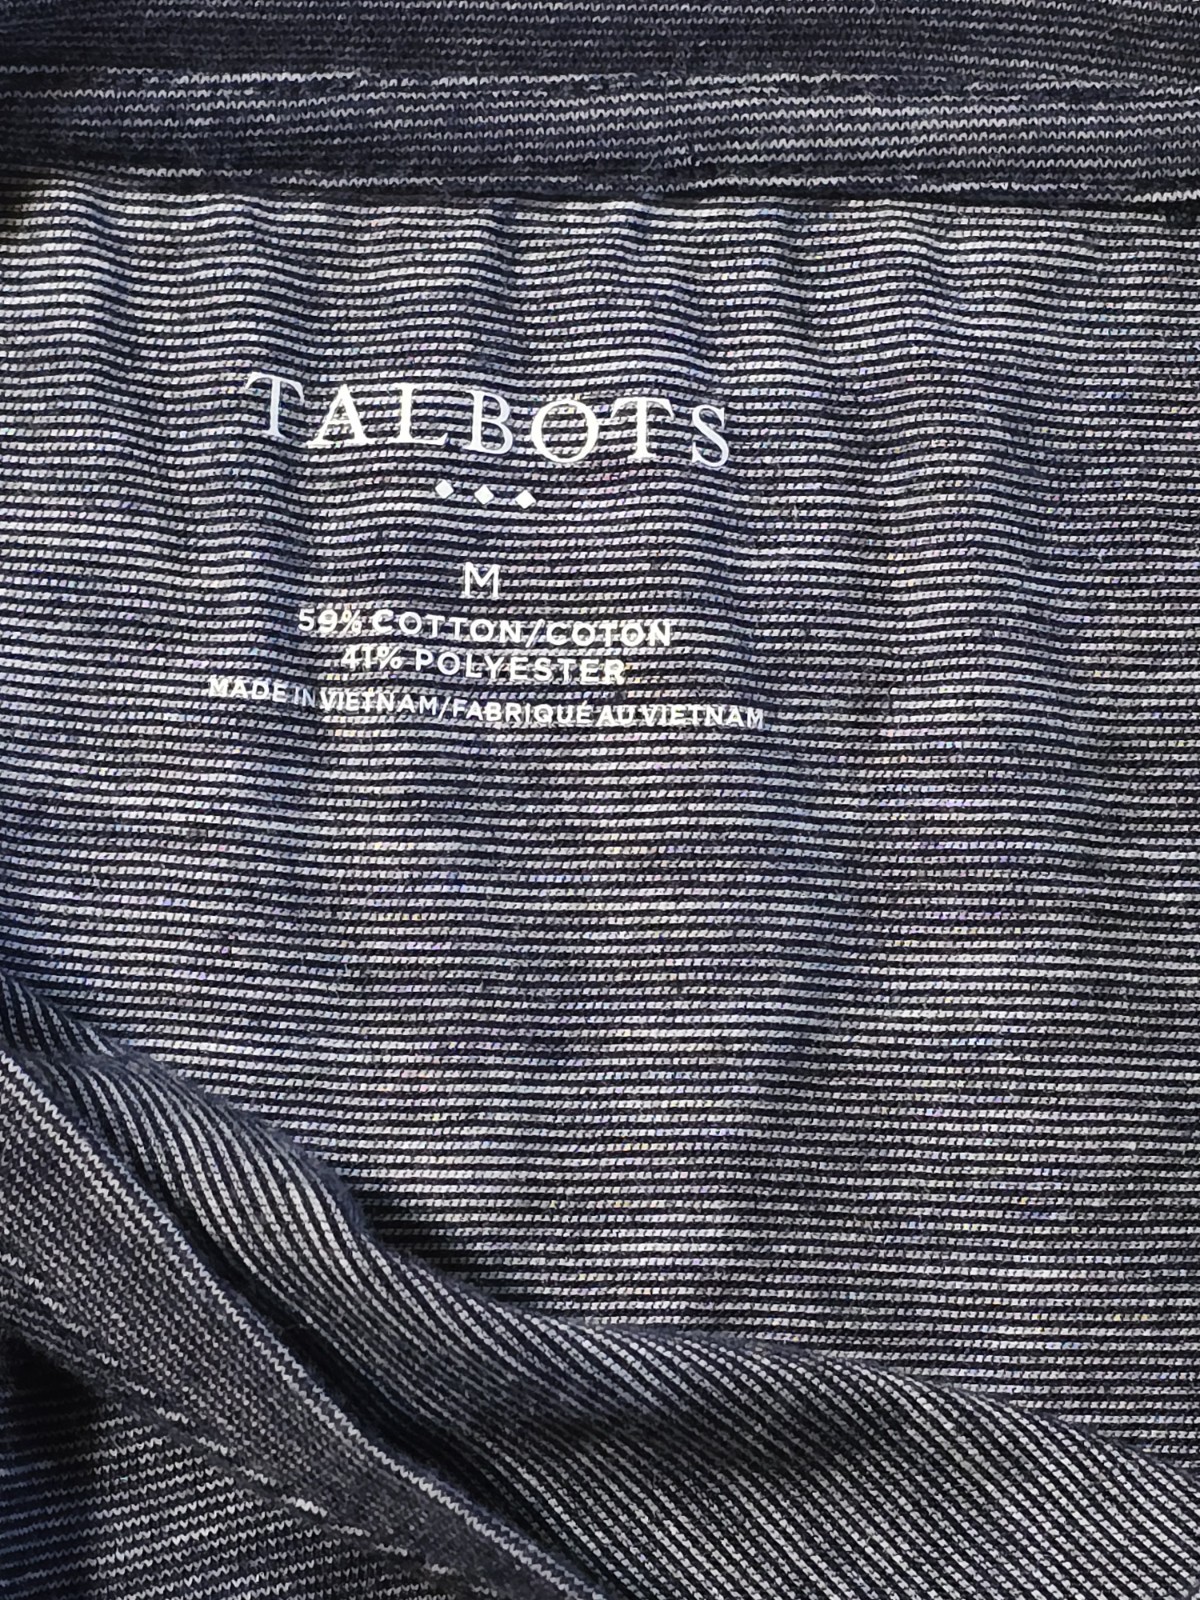 TALBOTS
M
59% COTTON/COTON
41% POLYESTER
MADE IN VIETNAM/FABRIQUÉ AU VIETNAM